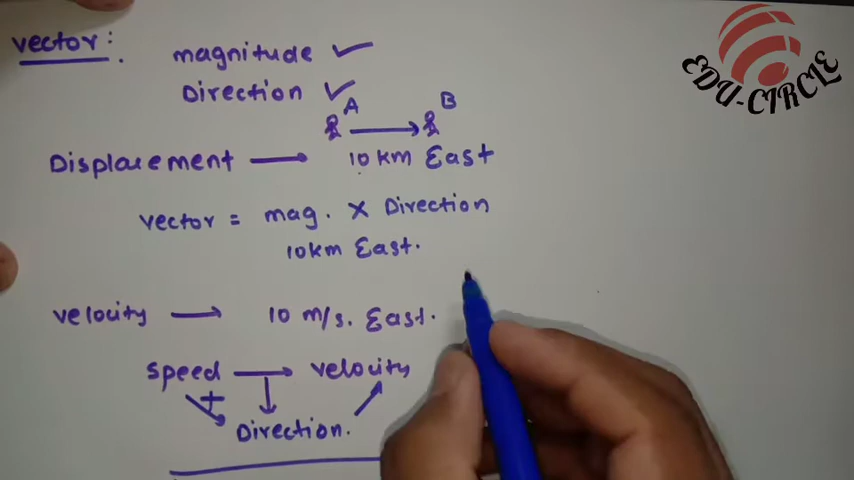 vector:
magnitude ✓
Direction ✓
A B
Displacement → 10 km East
vector = mag. × Direction
10km East.
velocity → 10 m/s. East.
speed → velocity
+
Direction.
EDU-CIRCLE